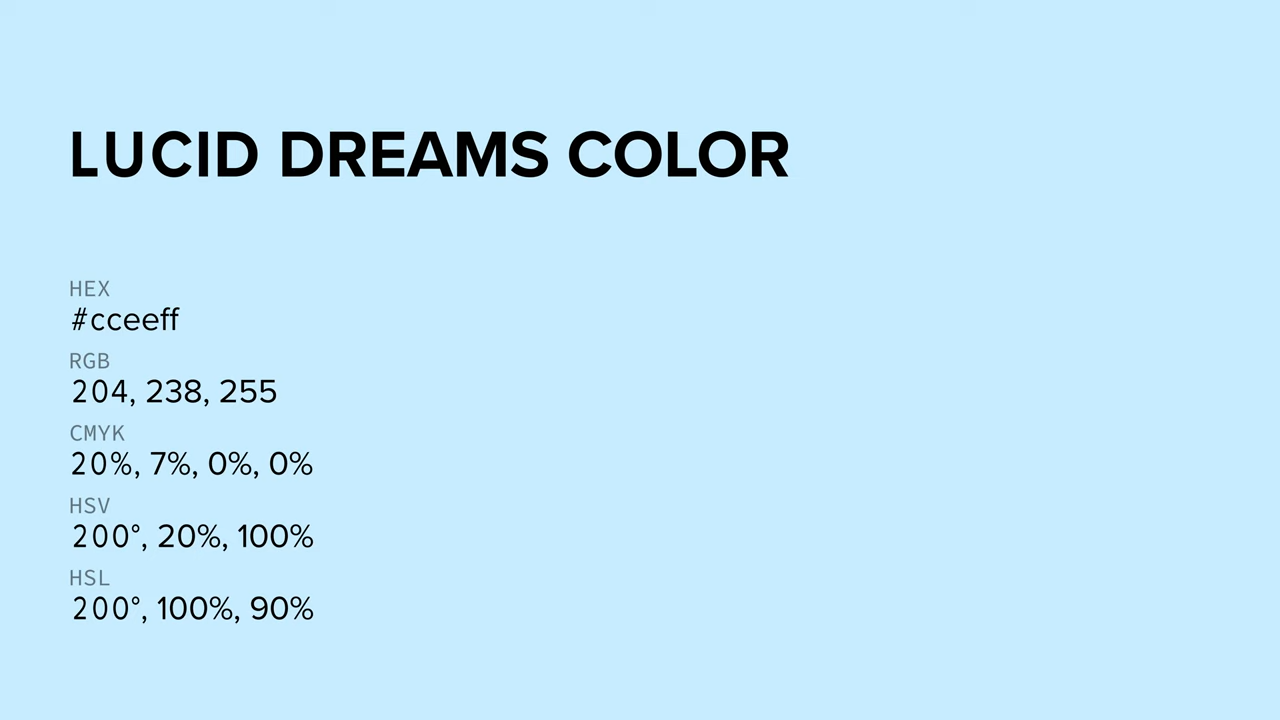 LUCID DREAMS COLOR
HEX
#cceeff
RGB
204, 238, 255
CMYK
20%, 7%, 0%, 0%
HSV
200°, 20%, 100%
HSL
200°, 100%, 90%